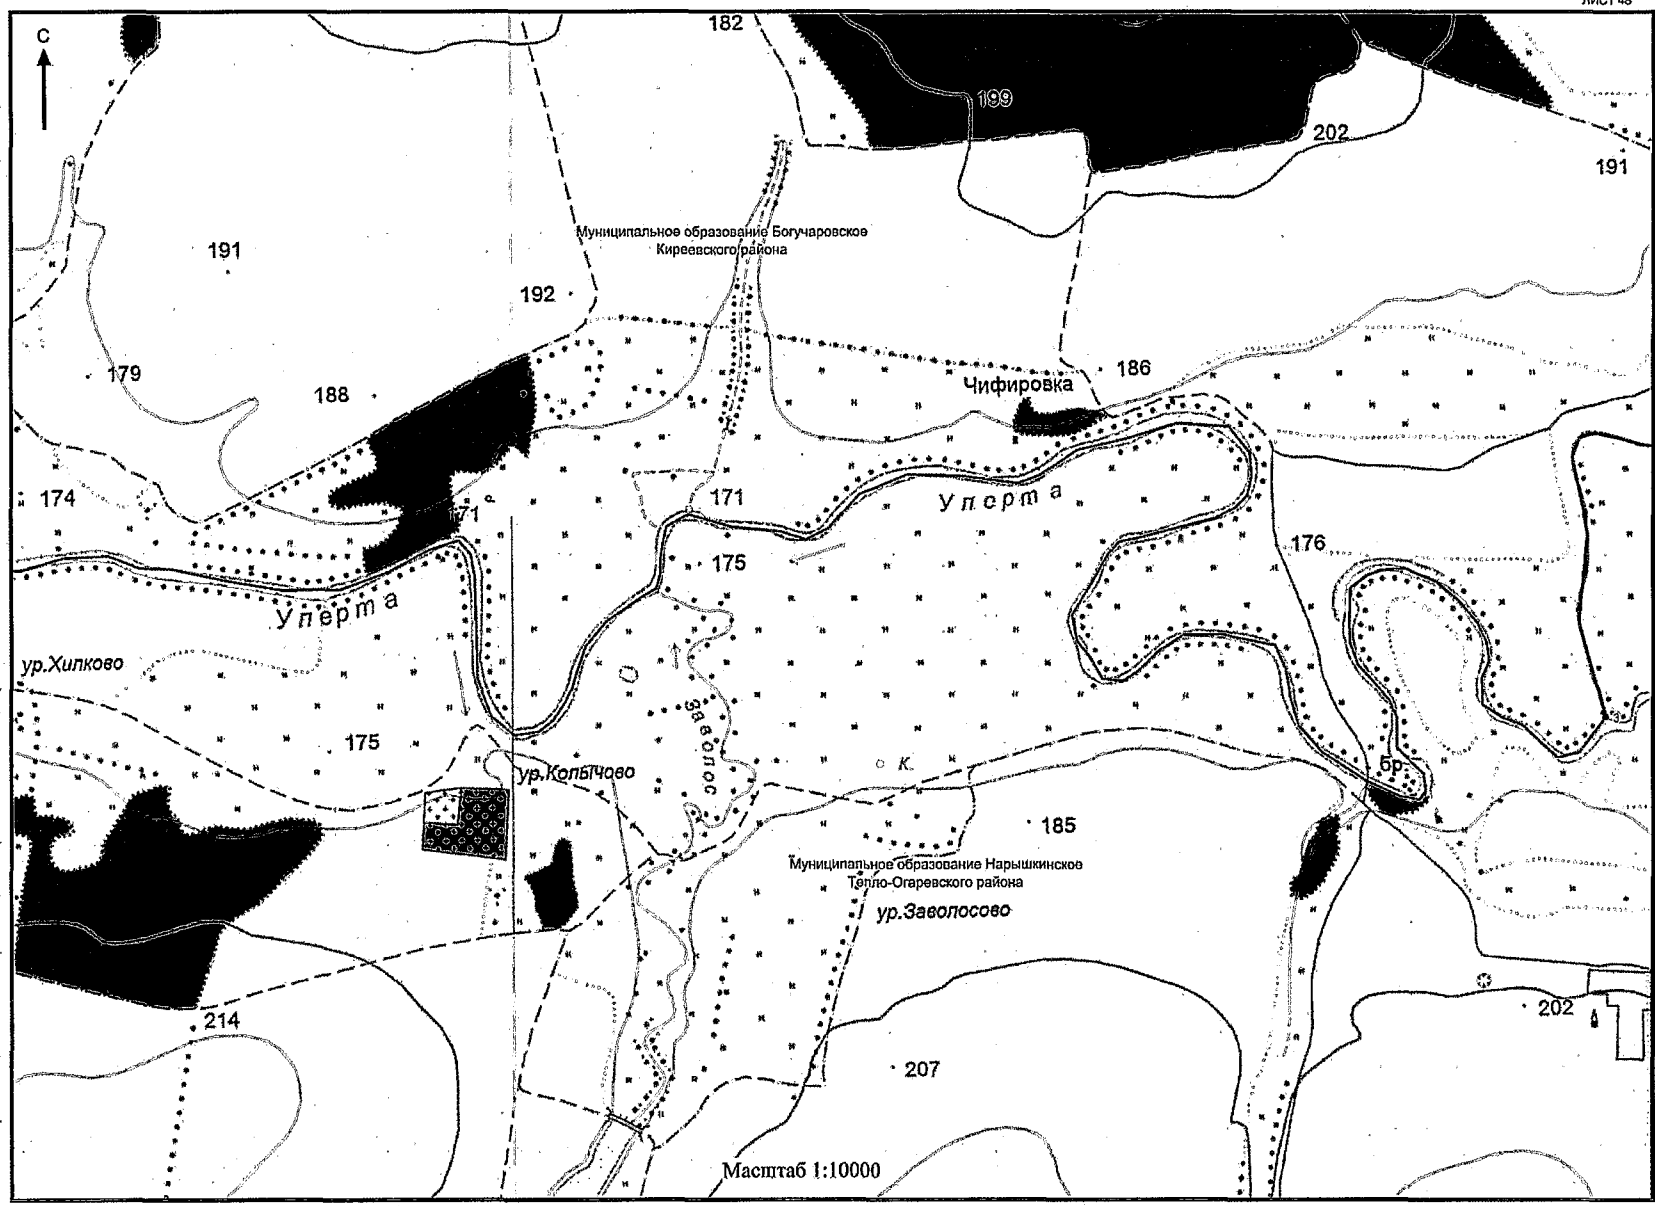 ЛИСТ 48
С
182
199
202
191
Муниципальное образование Богучаровское
Киреевского района
191
192
179
188
186
Чифировка
174
171
171
Уперта
176
175
Уперта
ур.Хилково
Заволос
175
ур.Колычово
К.
бр.
185
Муниципальное образование Нарышкинское
Тепло-Огаревского района
ур.Заволосово
202
214
207
Масштаб 1:10000